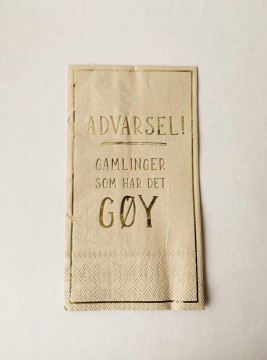 ADVARSEL!
GAMLINGER
SOM HAR DET
GØY